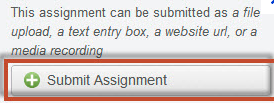 This assignment can be submitted as a file
upload, a text entry box, a website url, or a
media recording
Submit Assignment